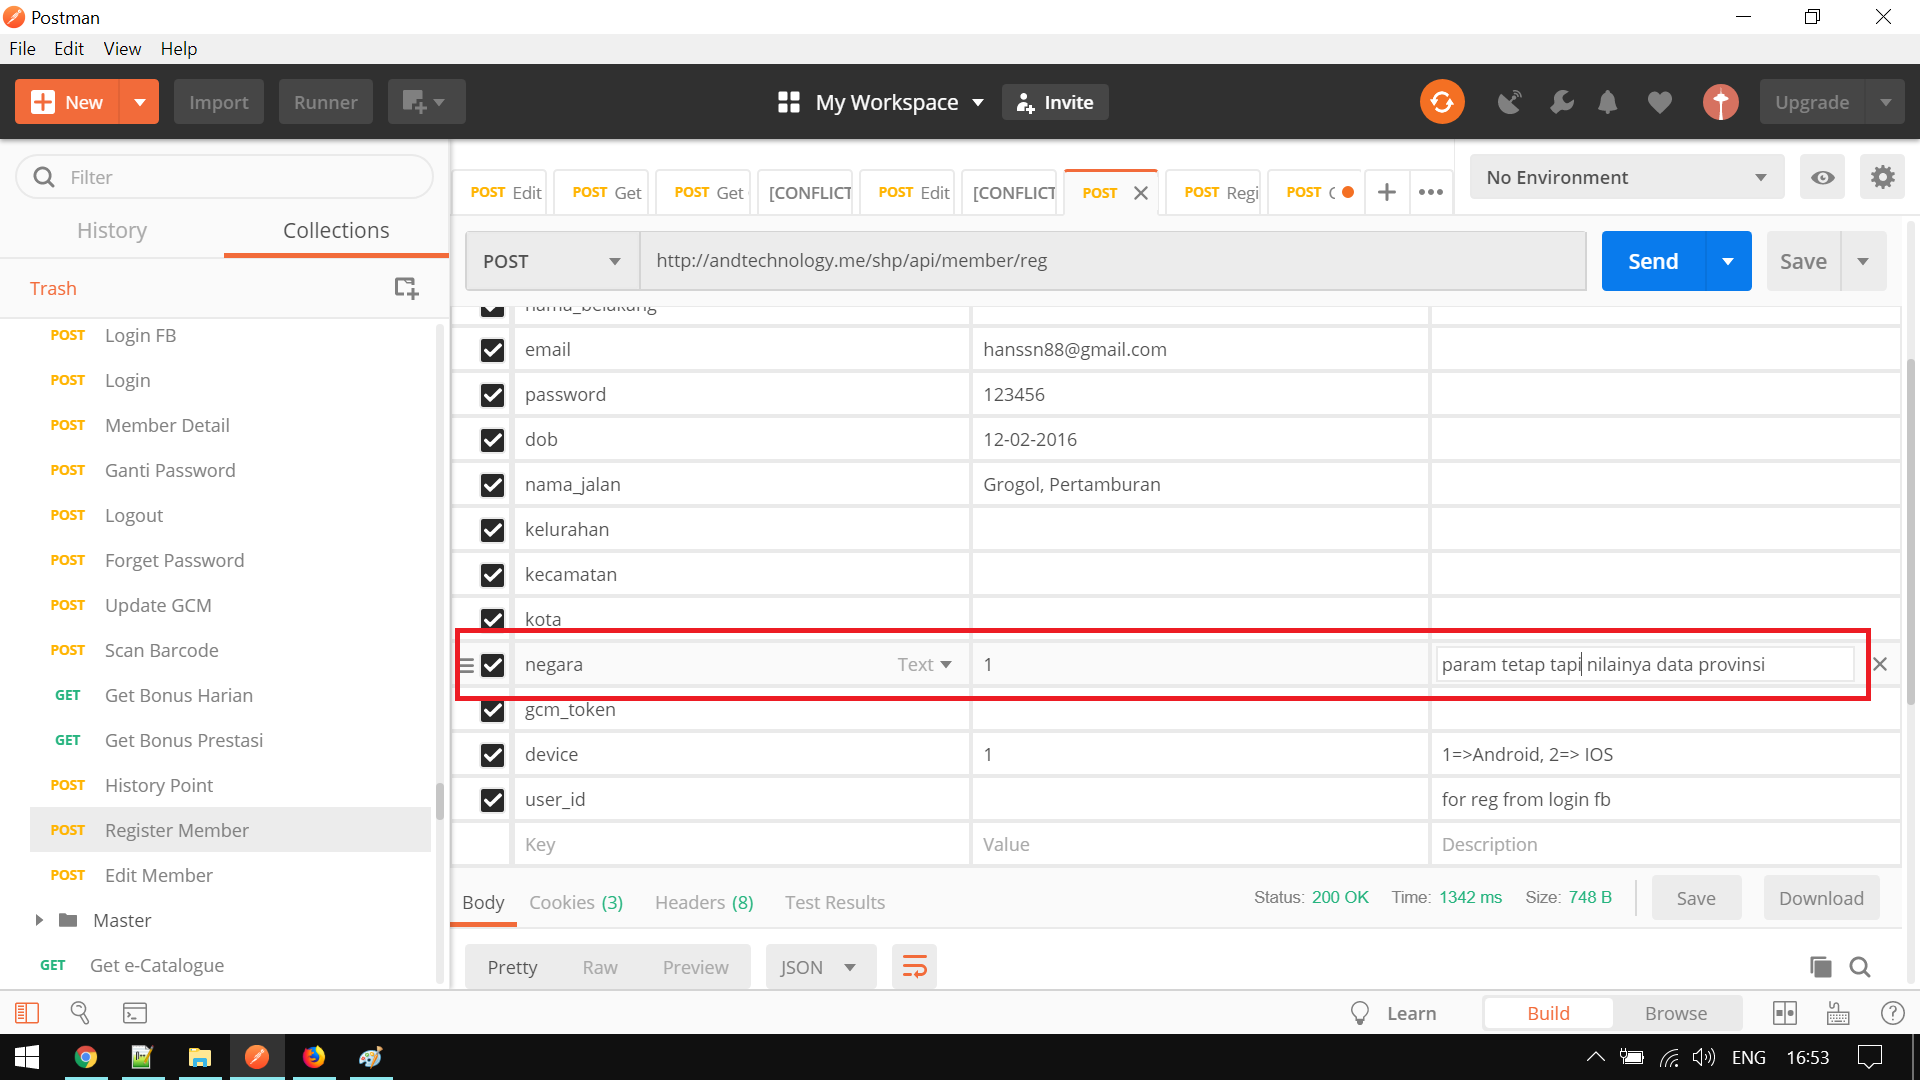 Postman
File Edit View Help
New Import Runner My Workspace Invite Upgrade
Filter
History Collections
Trash
POST Login FB
POST Login
POST Member Detail
POST Ganti Password
POST Logout
POST Forget Password
POST Update GCM
POST Scan Barcode
GET Get Bonus Harian
GET Get Bonus Prestasi
POST History Point
POST Register Member
POST Edit Member
Master
GET Get e-Catalogue
POST Edit POST Get POST Get [CONFLICT POST Edit [CONFLICT POST POST Regi POST
No Environment
POST http://andtechnology.me/shp/api/member/reg Send Save
nama_belakang
email hanssn88@gmail.com
password 123456
dob 12-02-2016
nama_jalan Grogol, Pertamburan
kelurahan
kecamatan
kota
negara Text 1 param tetap tapi nilainya data provinsi
gcm_token
device 1 1=>Android, 2=> IOS
user_id for reg from login fb
Key Value Description
Body Cookies (3) Headers (8) Test Results Status: 200 OK Time: 1342 ms Size: 748 B Save Download
Pretty Raw Preview JSON
Learn Build Browse
ENG 16:53